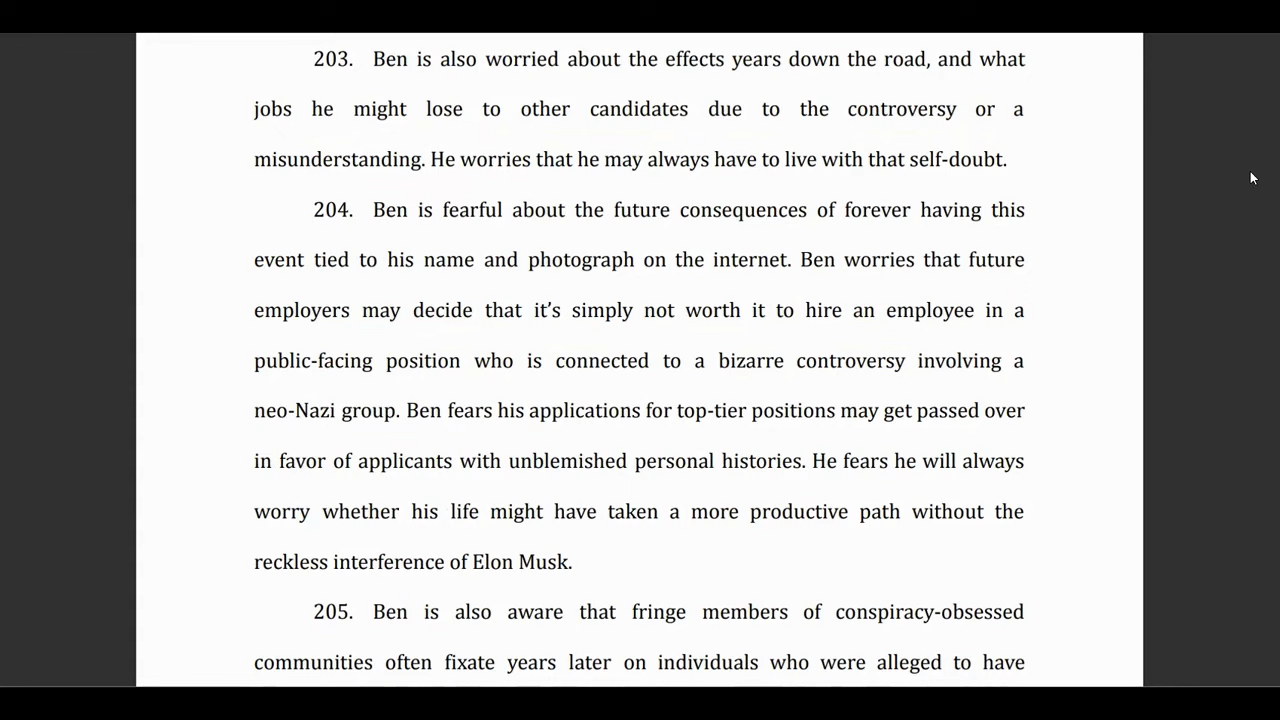 203. Ben is also worried about the effects years down the road, and what
jobs he might lose to other candidates due to the controversy or a
misunderstanding. He worries that he may always have to live with that self-doubt.
204. Ben is fearful about the future consequences of forever having this
event tied to his name and photograph on the internet. Ben worries that future
employers may decide that it’s simply not worth it to hire an employee in a
public-facing position who is connected to a bizarre controversy involving a
neo-Nazi group. Ben fears his applications for top-tier positions may get passed over
in favor of applicants with unblemished personal histories. He fears he will always
worry whether his life might have taken a more productive path without the
reckless interference of Elon Musk.
205. Ben is also aware that fringe members of conspiracy-obsessed
communities often fixate years later on individuals who were alleged to have